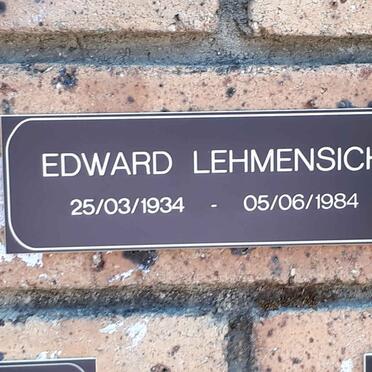 EDWARD LEHMENSICH
25/03/1934 - 05/06/1984